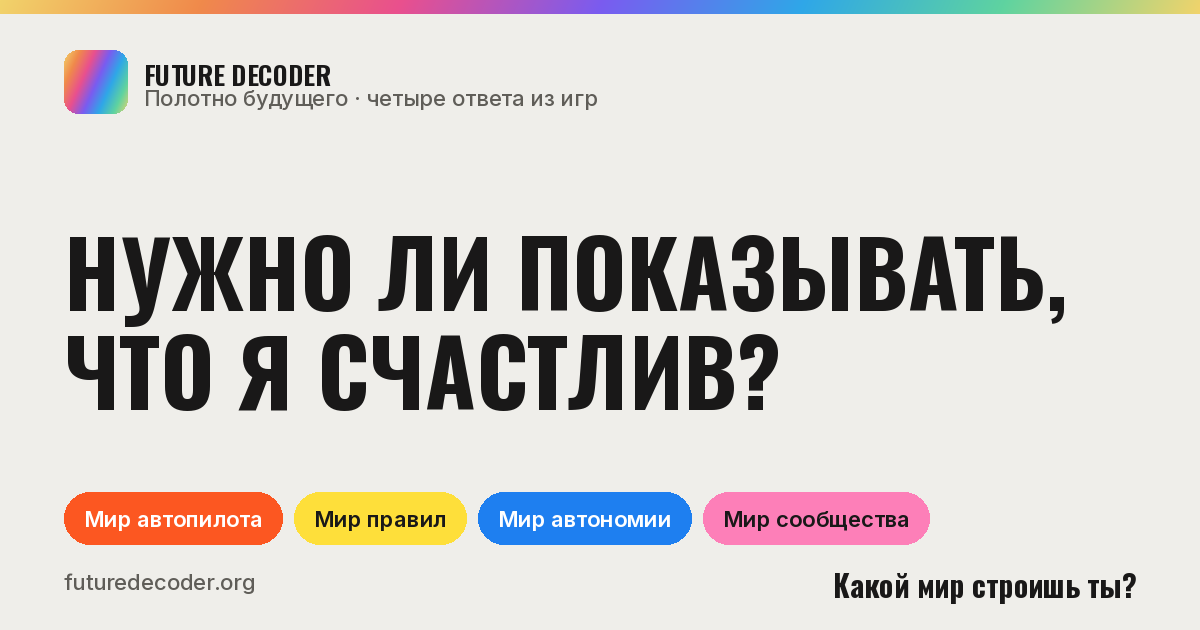 FUTURE DECODER
Полотно будущего · четыре ответа из игр
НУЖНО ЛИ ПОКАЗЫВАТЬ,
ЧТО Я СЧАСТЛИВ?
Мир автопилота
Мир правил
Мир автономии
Мир сообщества
futuredecoder.org
Какой мир строишь ты?